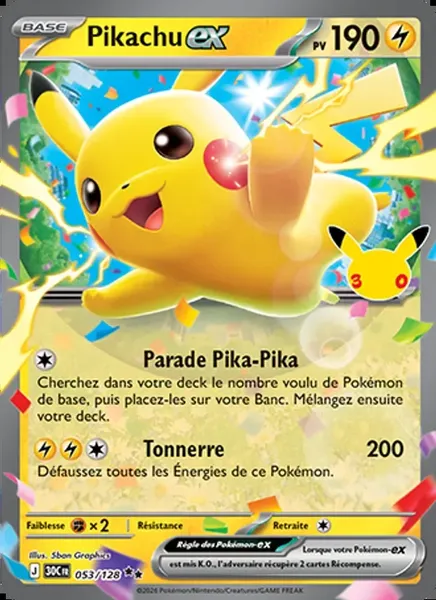 BASE Pikachu ex PV 190
30
Parade Pika-Pika
Cherchez dans votre deck le nombre voulu de Pokémon
de base, puis placez-les sur votre Banc. Mélangez ensuite
votre deck.
Tonnerre 200
Défaussez toutes les Énergies de ce Pokémon.
Faiblesse ×2 Résistance Retraite
Illus. 5ban Graphics
Règle des Pokémon-ex Lorsque votre Pokémon-ex
est mis K.O., l'adversaire récupère 2 cartes Récompense.
J 30C FR 053/128
©2026 Pokémon/Nintendo/Creatures/GAME FREAK